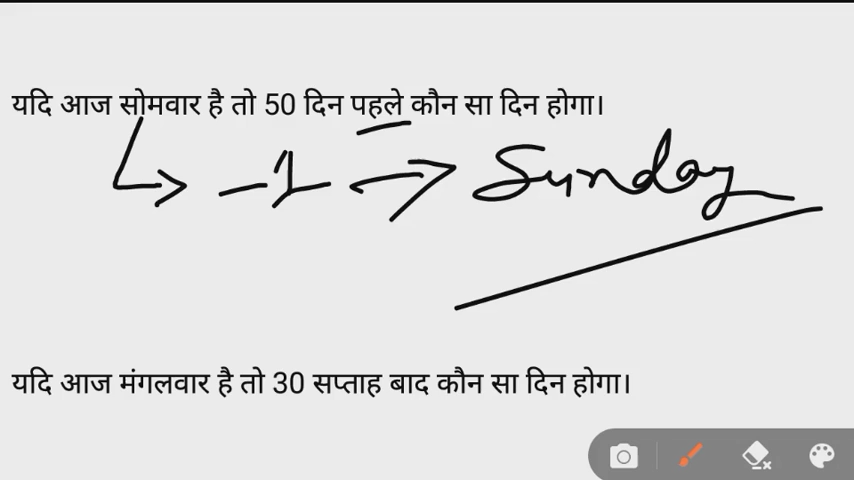 यदि आज सोमवार है तो 50 दिन पहले कौन सा दिन होगा।
-1 Sunday
यदि आज मंगलवार है तो 30 सप्ताह बाद कौन सा दिन होगा।